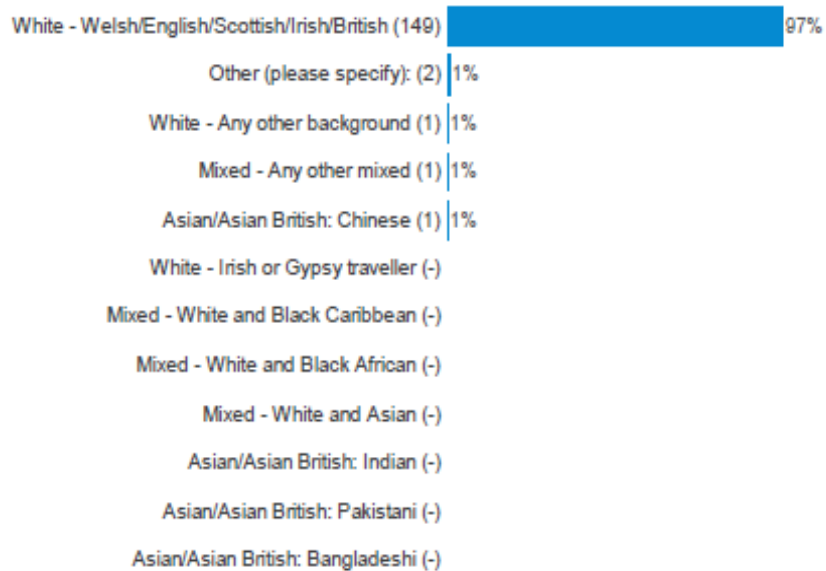 White - Welsh/English/Scottish/Irish/British (149) 97%
Other (please specify): (2) 1%
White - Any other background (1) 1%
Mixed - Any other mixed (1) 1%
Asian/Asian British: Chinese (1) 1%
White - Irish or Gypsy traveller (-)
Mixed - White and Black Caribbean (-)
Mixed - White and Black African (-)
Mixed - White and Asian (-)
Asian/Asian British: Indian (-)
Asian/Asian British: Pakistani (-)
Asian/Asian British: Bangladeshi (-)